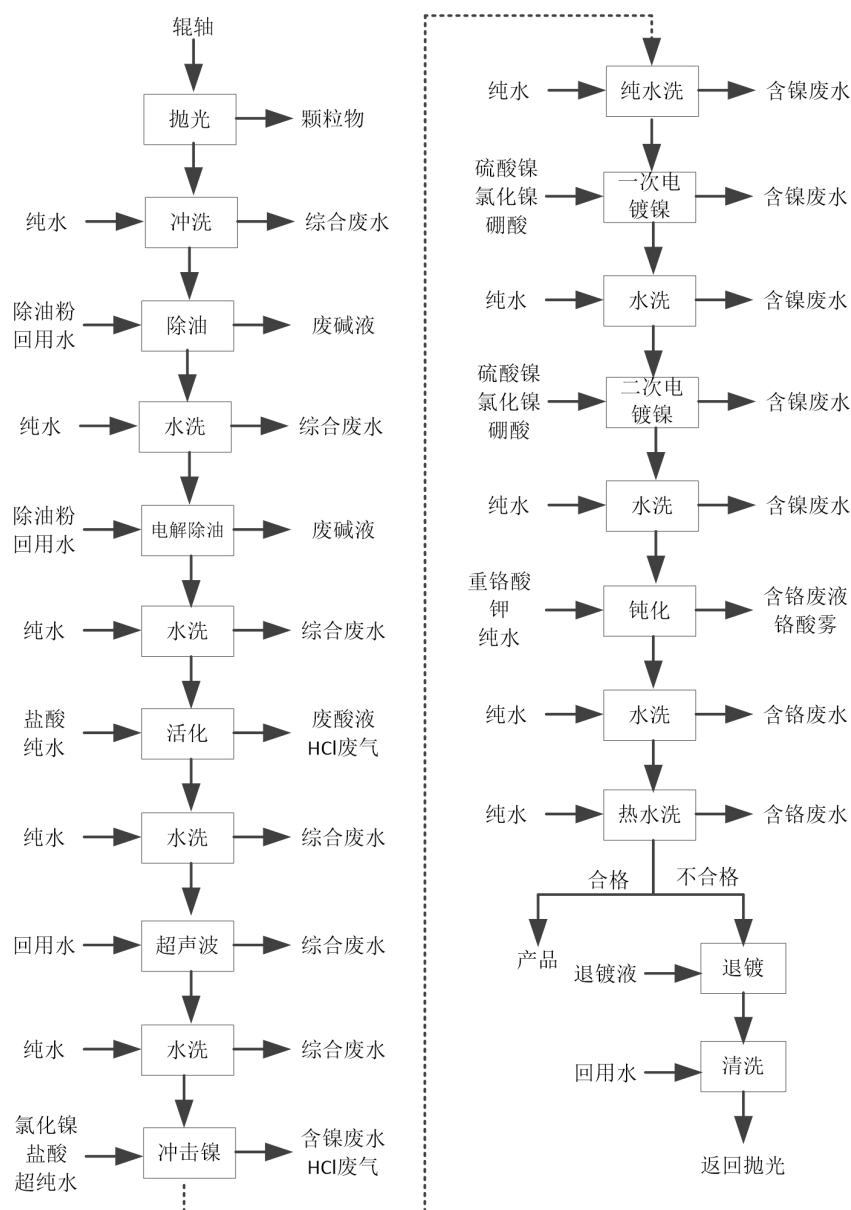 辊轴
抛光
颗粒物
纯水
冲洗
综合废水
除油粉
回用水
除油
废碱液
纯水
水洗
综合废水
除油粉
回用水
电解除油
废碱液
纯水
水洗
综合废水
盐酸
纯水
活化
废酸液
HCl废气
纯水
水洗
综合废水
回用水
超声波
综合废水
纯水
水洗
综合废水
氯化镍
盐酸
超纯水
冲击镍
含镍废水
HCl废气
纯水
纯水洗
含镍废水
硫酸镍
氯化镍
硼酸
一次电
镀镍
含镍废水
纯水
水洗
含镍废水
硫酸镍
氯化镍
硼酸
二次电
镀镍
含镍废水
纯水
水洗
含镍废水
重铬酸
钾
纯水
钝化
含铬废液
铬酸雾
纯水
水洗
含铬废水
纯水
热水洗
含铬废水
合格
不合格
产品
退镀液
退镀
回用水
清洗
返回抛光